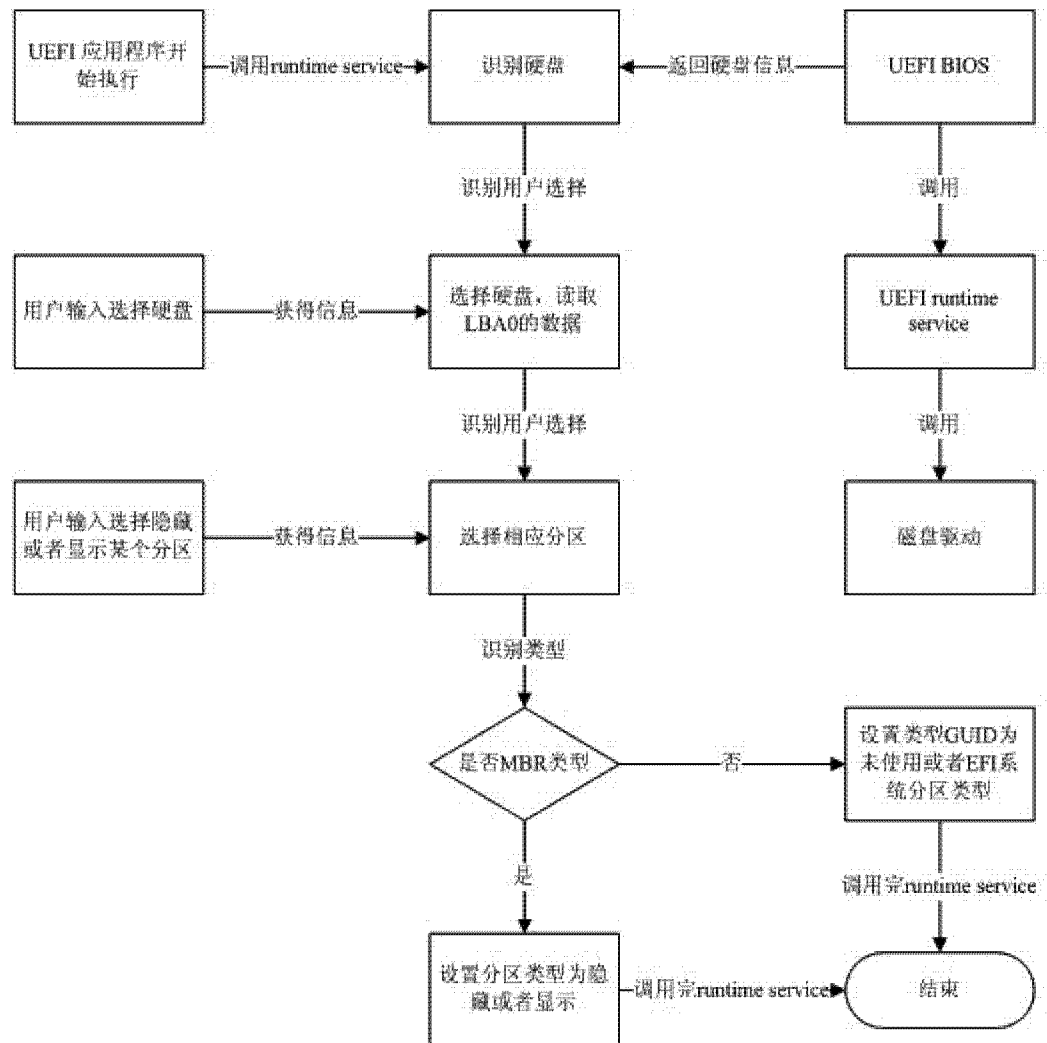 UEFI 应用程序开
始执行
调用runtime service
识别硬盘
返回硬盘信息
UEFI BIOS
识别用户选择
调用
用户输入选择硬盘
获得信息
选择硬盘，读取
LBA0的数据
UEFI runtime
service
识别用户选择
调用
用户输入选择隐藏
或者显示某个分区
获得信息
选择相应分区
磁盘驱动
识别类型
是否MBR类型
否
设置类型GUID为
未使用或者EFI系
统分区类型
是
调用完runtime service
设置分区类型为隐
藏或者显示
调用完runtime service
结束